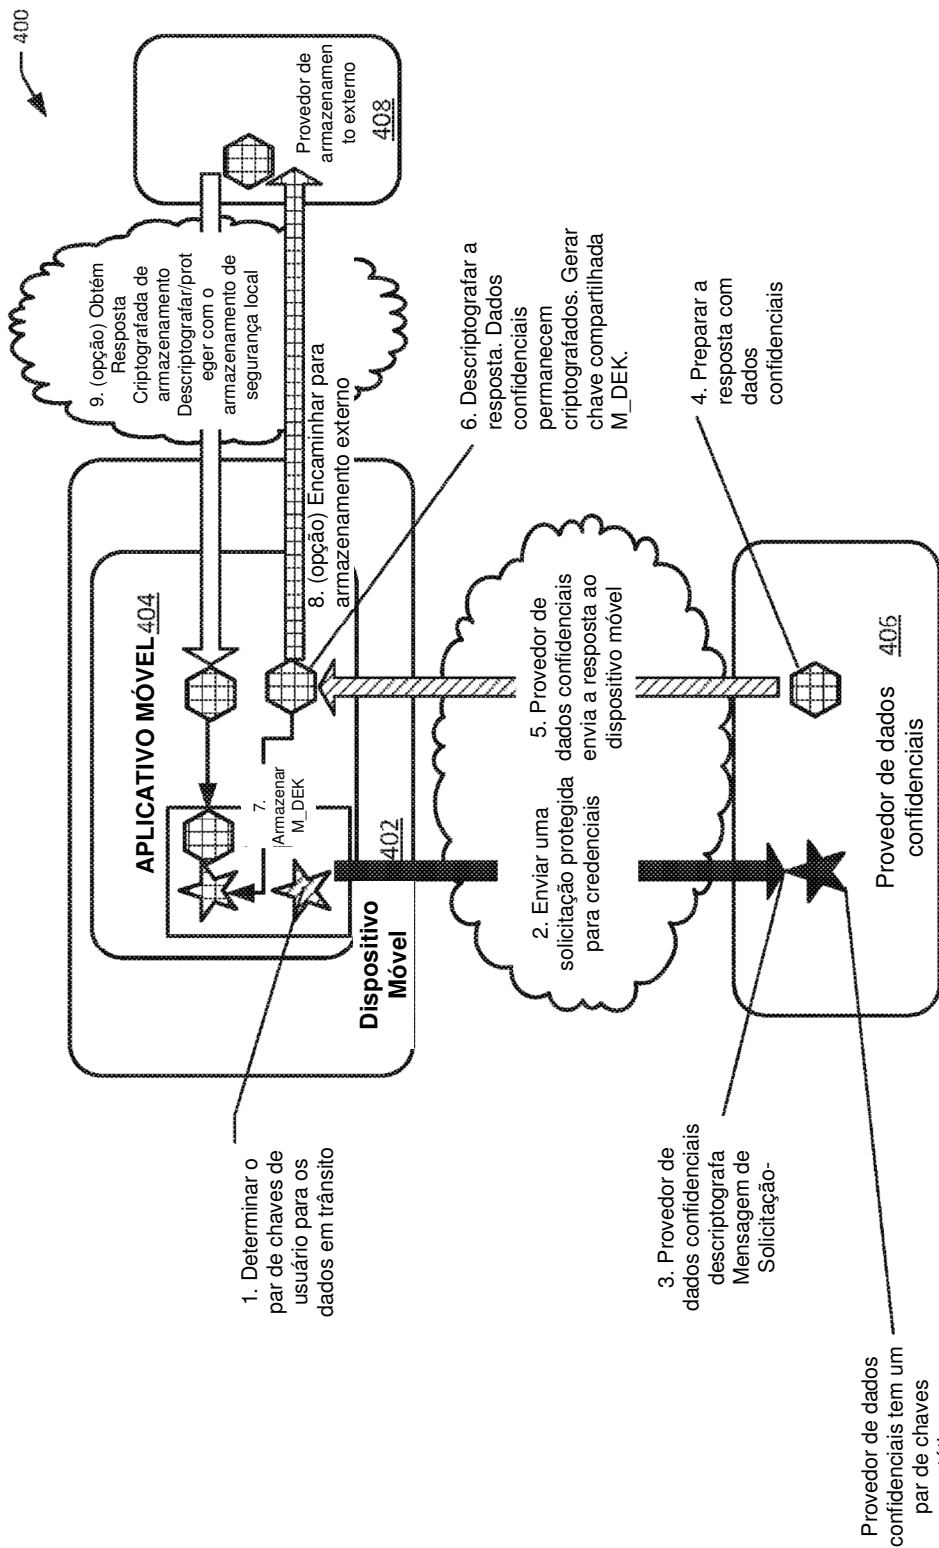 400
9. (opção) Obtém
Resposta
Criptografada de
armazenamento
Descriptografar/prot
eger com o
armazenamento de
segurança local
Provedor de
armazenamen
to externo
408
APLICATIVO MÓVEL
404
7.
Armazenar
M_DEK
402
Dispositivo
Móvel
8. (opção) Encaminhar para
armazenamento externo
1. Determinar o
par de chaves de
usuário para os
dados em trânsito
6. Descriptografar a
resposta. Dados
confidenciais
permanecem
criptografados. Gerar
chave compartilhada
M_DEK.
2. Enviar uma
solicitação protegida
para credenciais
5. Provedor de
dados confidenciais
envia a resposta ao
dispositivo móvel
4. Preparar a
resposta com
dados
confidenciais
3. Provedor de
dados confidenciais
descriptografa
Mensagem de
Solicitação-
Provedor de dados
confidenciais
406
Provedor de dados
confidenciais tem um
par de chaves